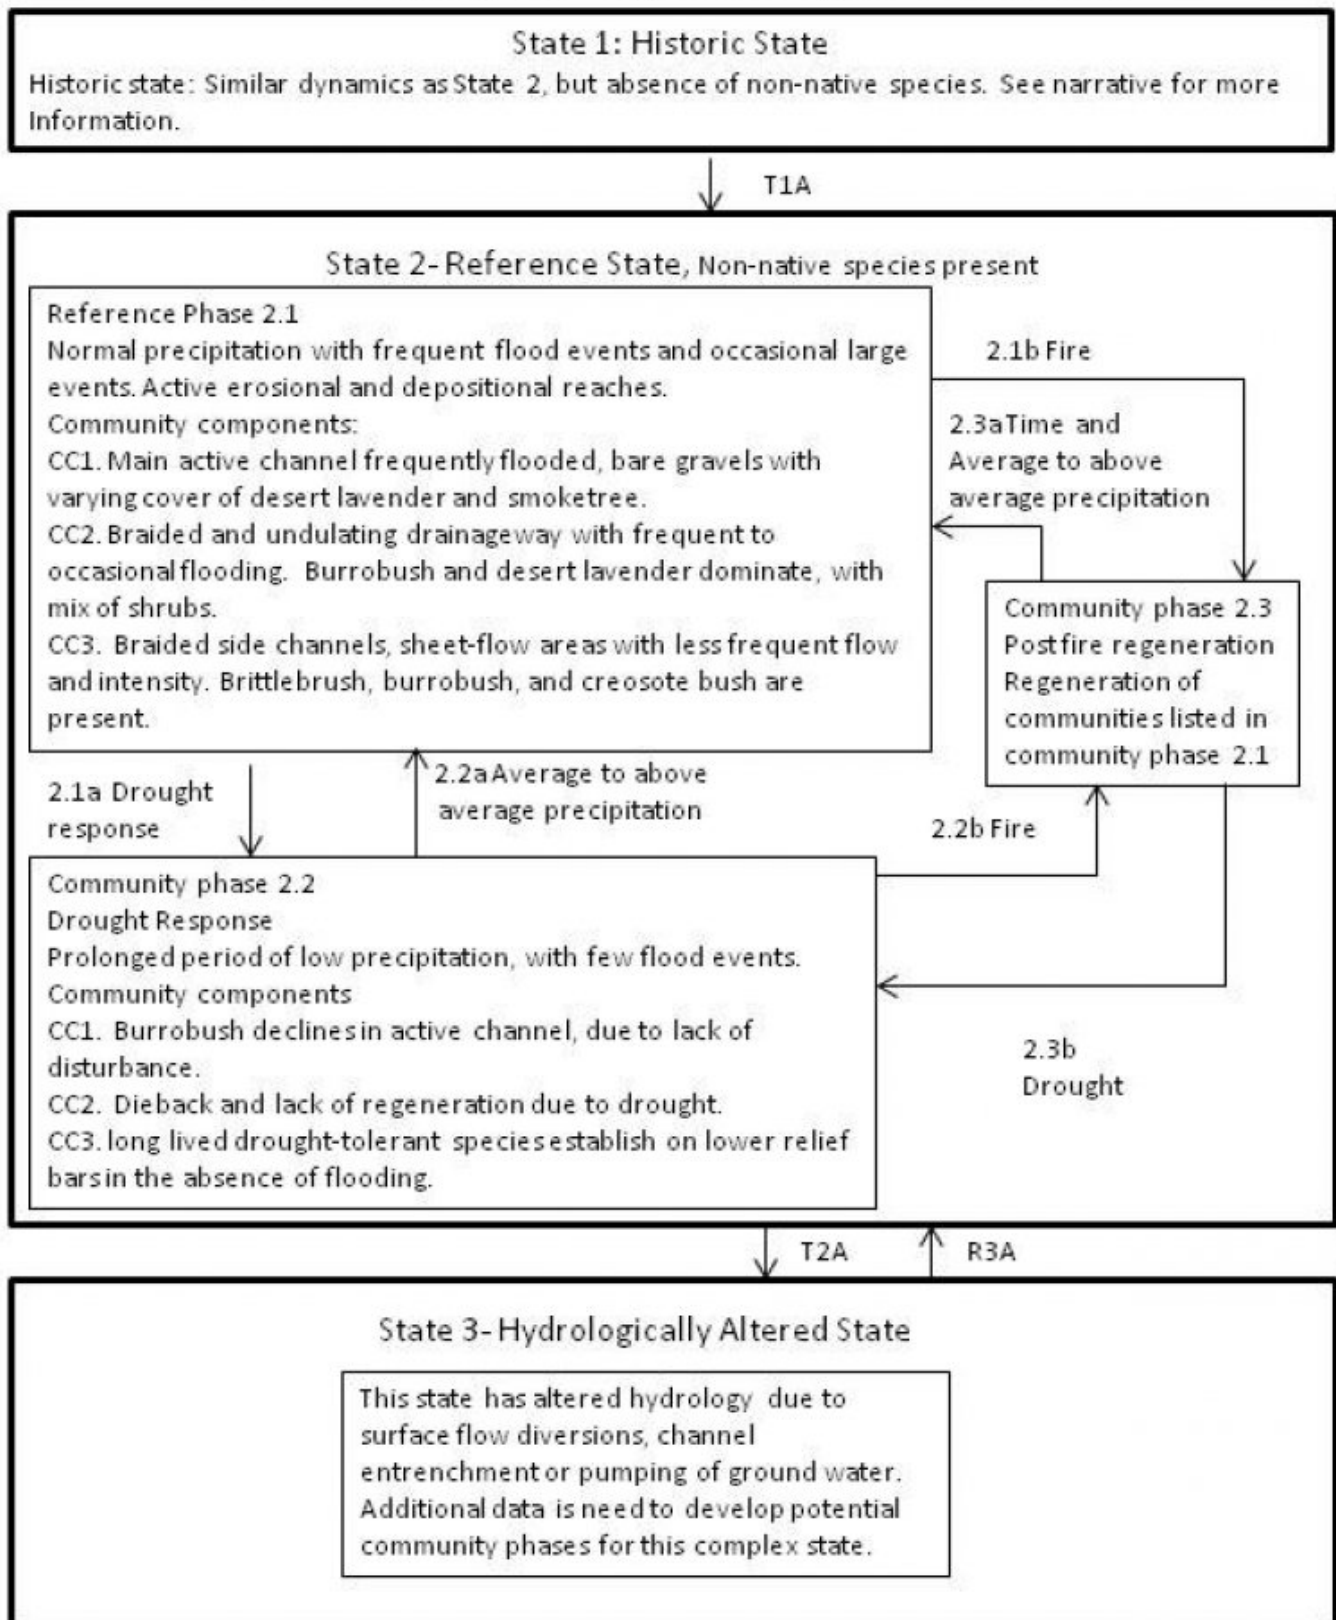 State 1: Historic State
Historic state: Similar dynamics as State 2, but absence of non-native species. See narrative for more
Information.
T1A
State 2- Reference State, Non-native species present
Reference Phase 2.1
Normal precipitation with frequent flood events and occasional large
events. Active erosional and depositional reaches.
Community components:
CC1. Main active channel frequently flooded, bare gravels with
varying cover of desert lavender and smoketree.
CC2. Braided and undulating drainageway with frequent to
occasional flooding. Burrobush and desert lavender dominate, with
mix of shrubs.
CC3. Braided side channels, sheet-flow areas with less frequent flow
and intensity. Brittlebrush, burrobush, and creosote bush are
present.
2.1b Fire
2.3a Time and
Average to above
average precipitation
Community phase 2.3
Postfire regeneration
Regeneration of
communities listed in
community phase 2.1
2.1a Drought
response
2.2a Average to above
average precipitation
2.2b Fire
Community phase 2.2
Drought Response
Prolonged period of low precipitation, with few flood events.
Community components
CC1. Burrobush declines in active channel, due to lack of
disturbance.
CC2. Dieback and lack of regeneration due to drought.
CC3. long lived drought-tolerant species establish on lower relief
bars in the absence of flooding.
2.3b
Drought
T2A
R3A
State 3- Hydrologically Altered State
This state has altered hydrology due to
surface flow diversions, channel
entrenchment or pumping of ground water.
Additional data is need to develop potential
community phases for this complex state.